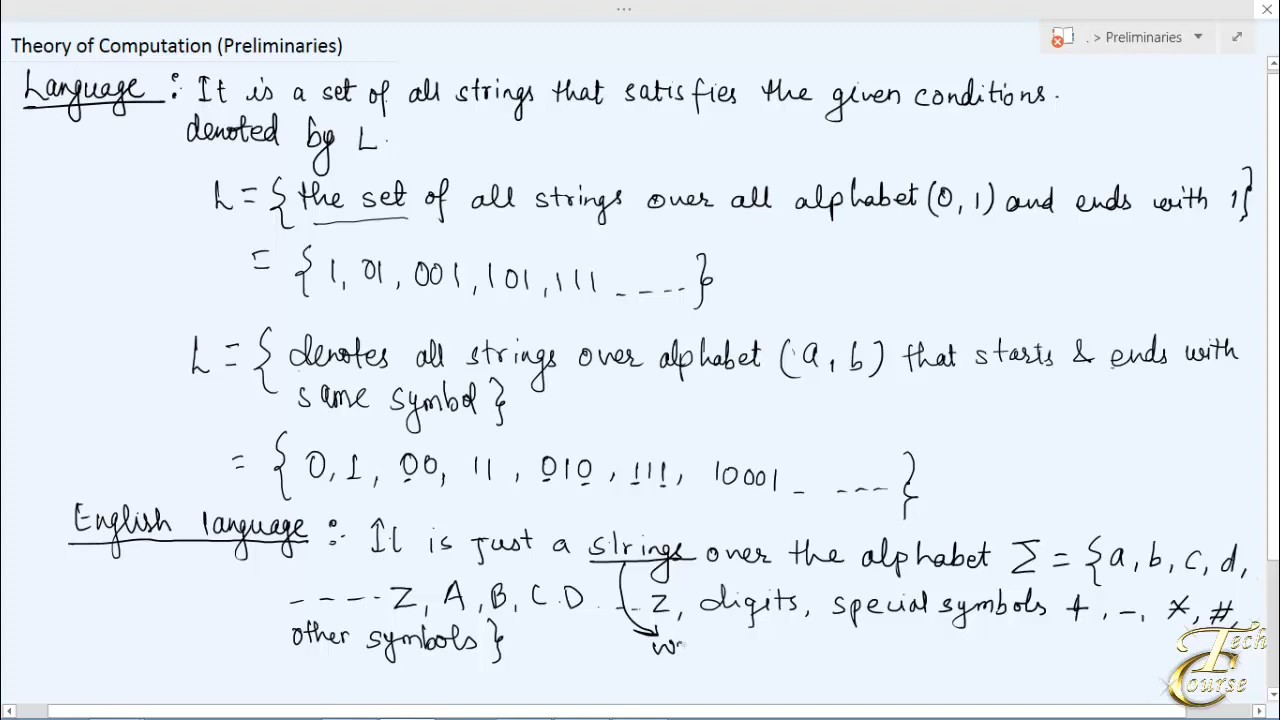 Theory of Computation (Preliminaries)
. > Preliminaries
Language : It is a set of all strings that satisfies the given conditions.
denoted by L.
L = { the set of all strings over all alphabet (0, 1) and ends with 1}
= { 1, 01, 001, 101, 111 _ _ ... }
L = { denotes all strings over alphabet (a, b) that starts & ends with
same symbol }
= { 0, 1, 00, 11, 010, 111, 10001 _ _ _ _ }
English language :- It is just a strings over the alphabet Σ = {a, b, c, d,
_ _ _ _ . Z, A, B, C. D. _ _ Z, digits, special symbols +, -, *, #,
other symbols }
Tech
Course